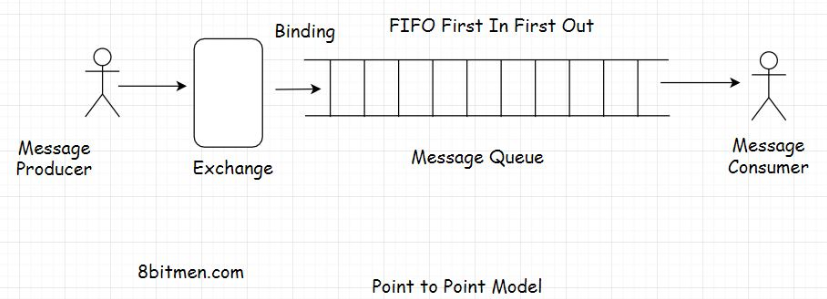 Binding
FIFO First In First Out
Message
Producer
Exchange
Message Queue
Message
Consumer
8bitmen.com
Point to Point Model